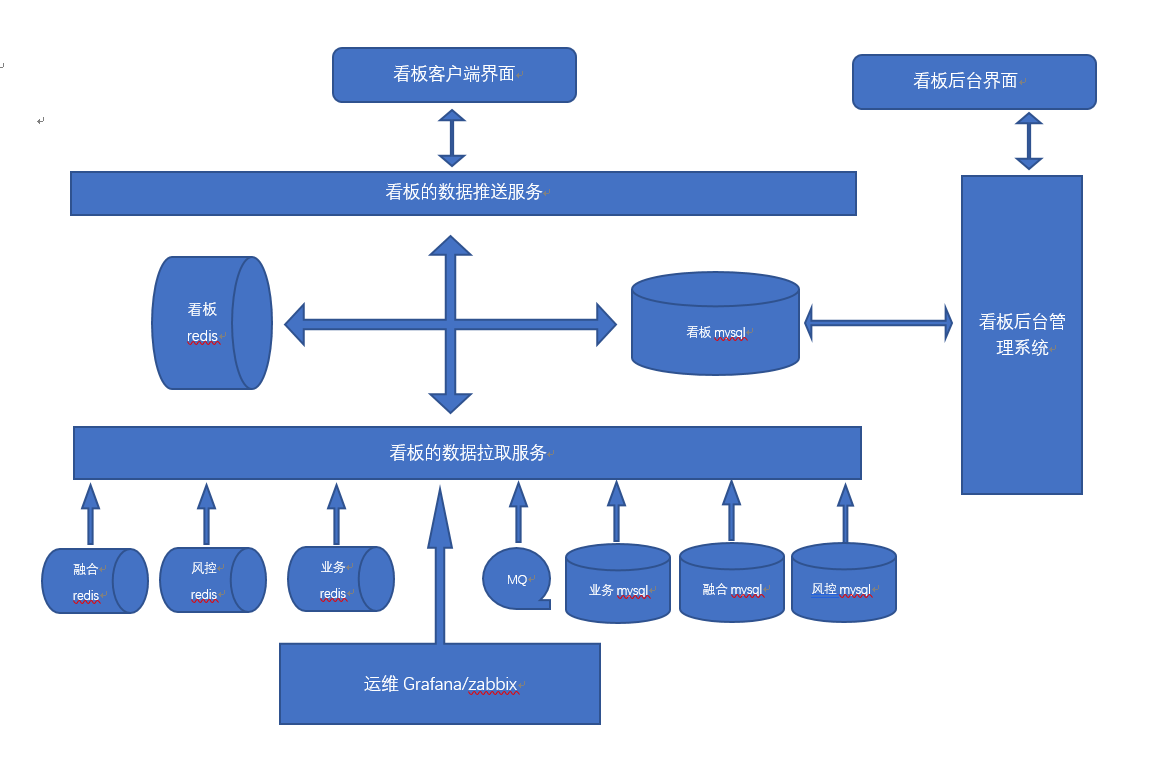 看板客户端界面
看板后台界面
看板的数据推送服务
看板
redis
看板 mysql
看板后台管
理系统
看板的数据拉取服务
融合
redis
风控
redis
业务
redis
MQ
业务 mysql
融合 mysql
风控 mysql
运维 Grafana/zabbix